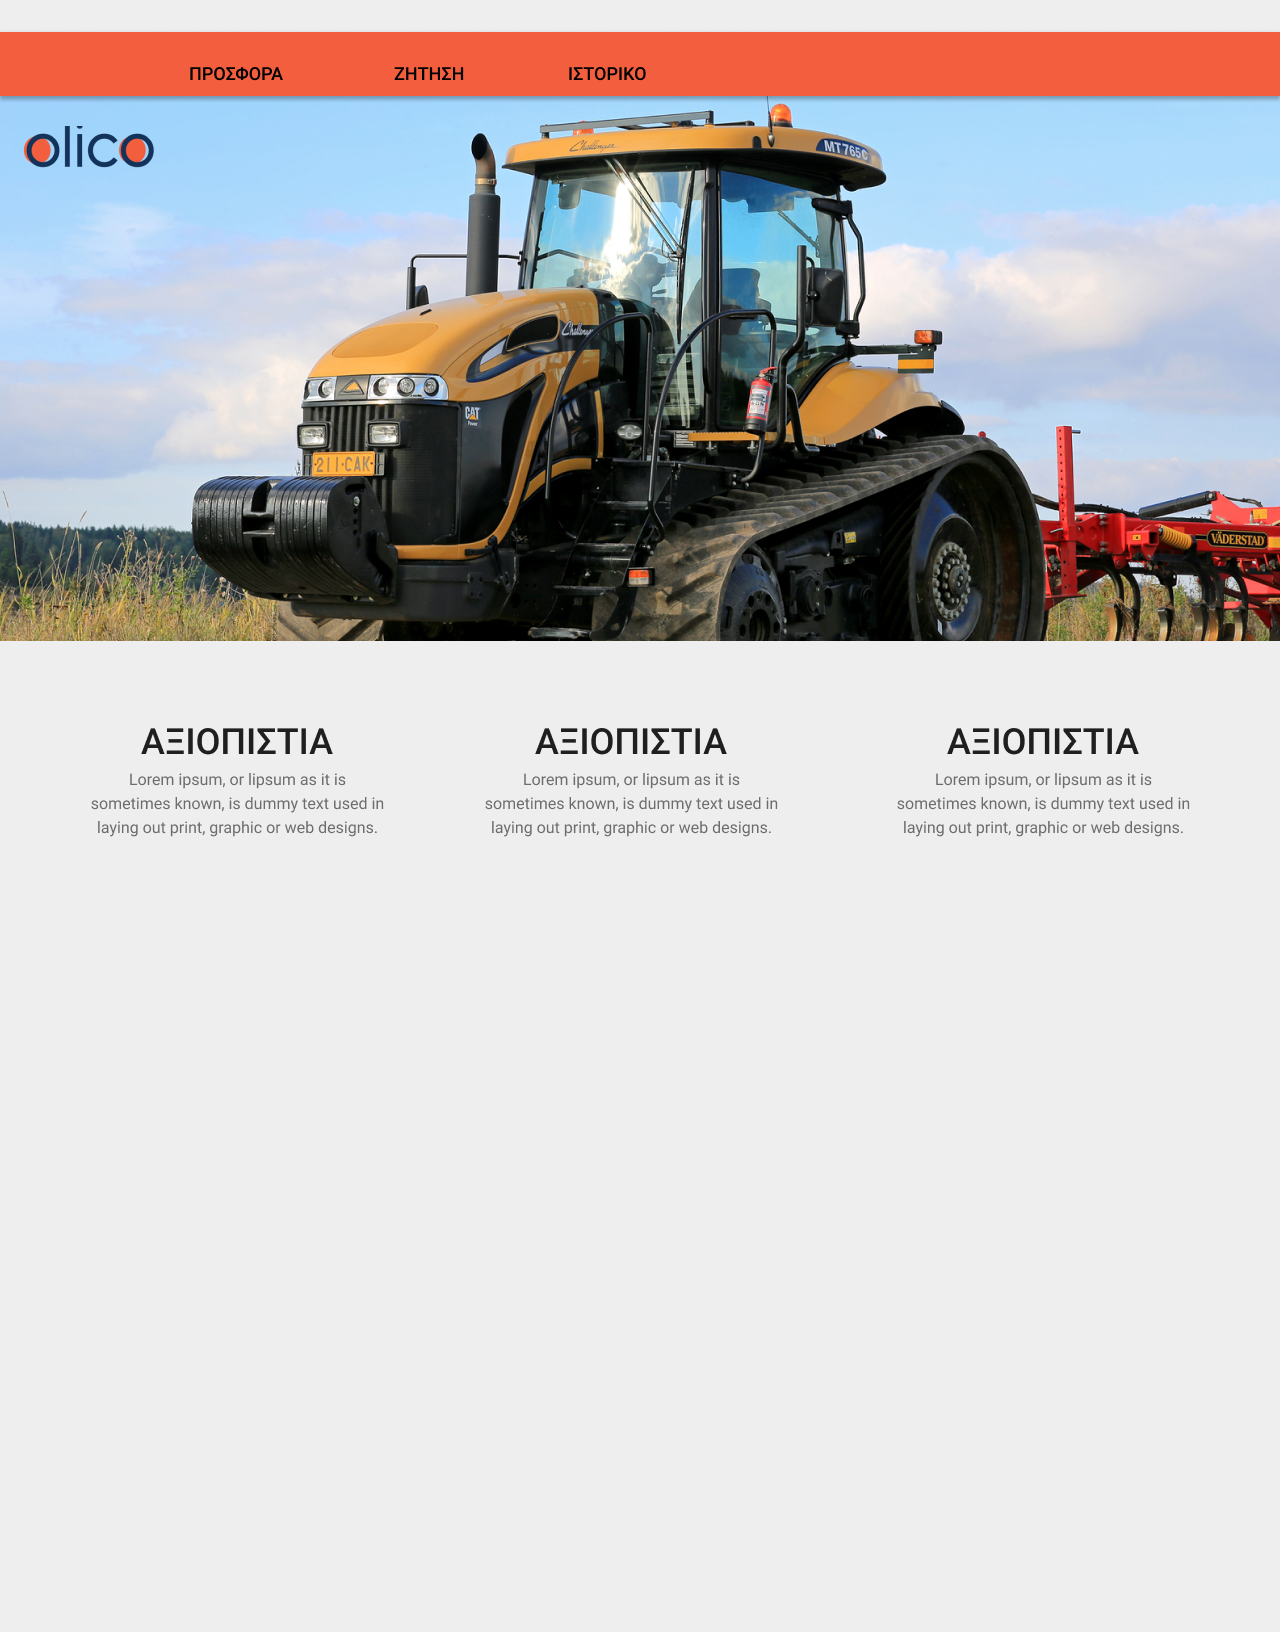 ΠΡΟΣΦΟΡΑ ΖΗΤΗΣΗ ΙΣΤΟΡΙΚΟ
olico
Challenger
MT765C
Challenger
CAT
Power
211·CAK
VÄDERSTAD
ΑΞΙΟΠΙΣΤΙΑ
Lorem ipsum, or lipsum as it is
sometimes known, is dummy text used in
laying out print, graphic or web designs.
ΑΞΙΟΠΙΣΤΙΑ
Lorem ipsum, or lipsum as it is
sometimes known, is dummy text used in
laying out print, graphic or web designs.
ΑΞΙΟΠΙΣΤΙΑ
Lorem ipsum, or lipsum as it is
sometimes known, is dummy text used in
laying out print, graphic or web designs.